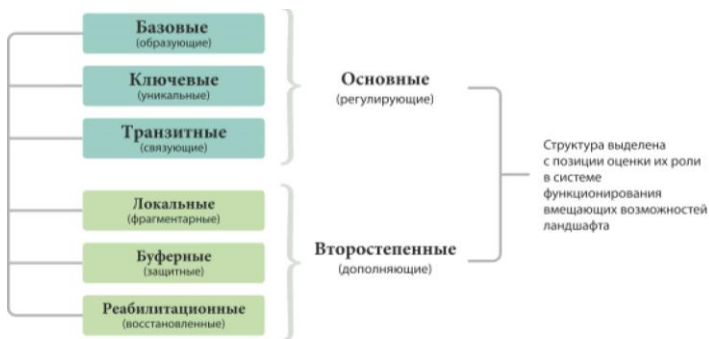 Базовые
(образующие)
Ключевые
(уникальные)
Транзитные
(связующие)
Основные
(регулирующие)
Локальные
(фрагментарные)
Буферные
(защитные)
Реабилитационные
(восстановленные)
Второстепенные
(дополняющие)
Структура выделена
с позиции оценки их роли
в системе
функционирования
вмещающих возможностей
ландшафта